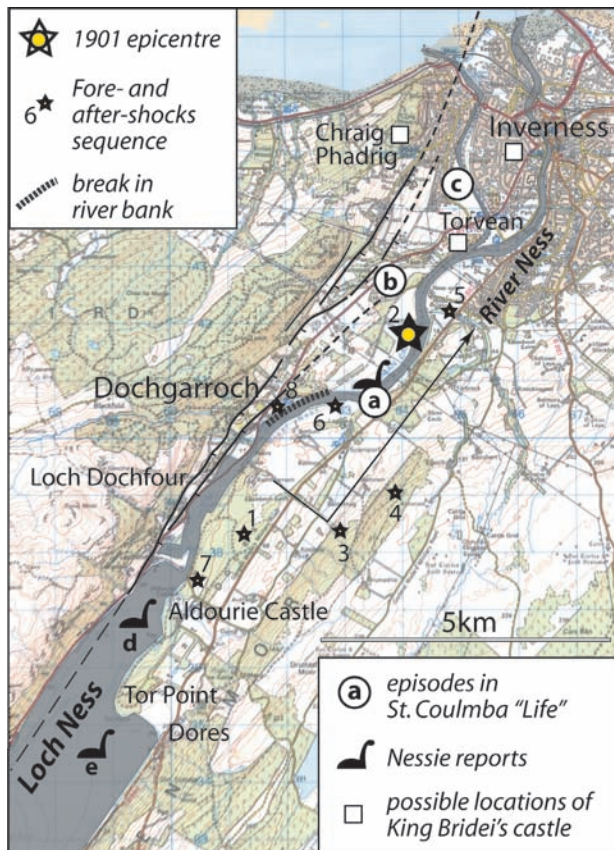 1901 epicentre
6
Fore- and
after-shocks
sequence
break in
river bank
Chraig
Phadrig
Inverness
c
Torvean
b
2
5
River Ness
Dochgarroch
8
a
6
Loch Dochfour
4
1
3
7
Aldourie Castle
d
5km
Tor Point
Dores
Loch Ness
e
a
episodes in
St. Coulmba "Life"
Nessie reports
possible locations of
King Bridei's castle